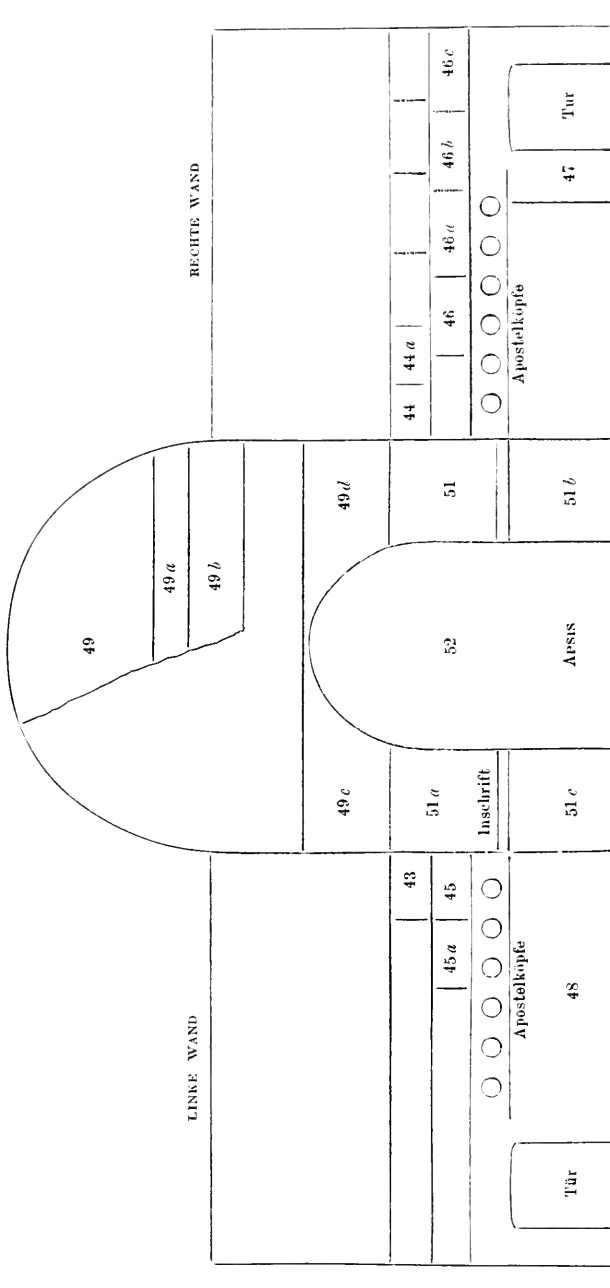 49
49 a
LINKE WAND RECHTE WAND
49 b
49 c 49 d
43 44 44 a
45 a 45 51 a 52 51 46 46 a 46 b 46 c
Inschrift
Apostelköpfe Apostelköpfe
Tür 48 51 c APSIS 51 b 47 Tur